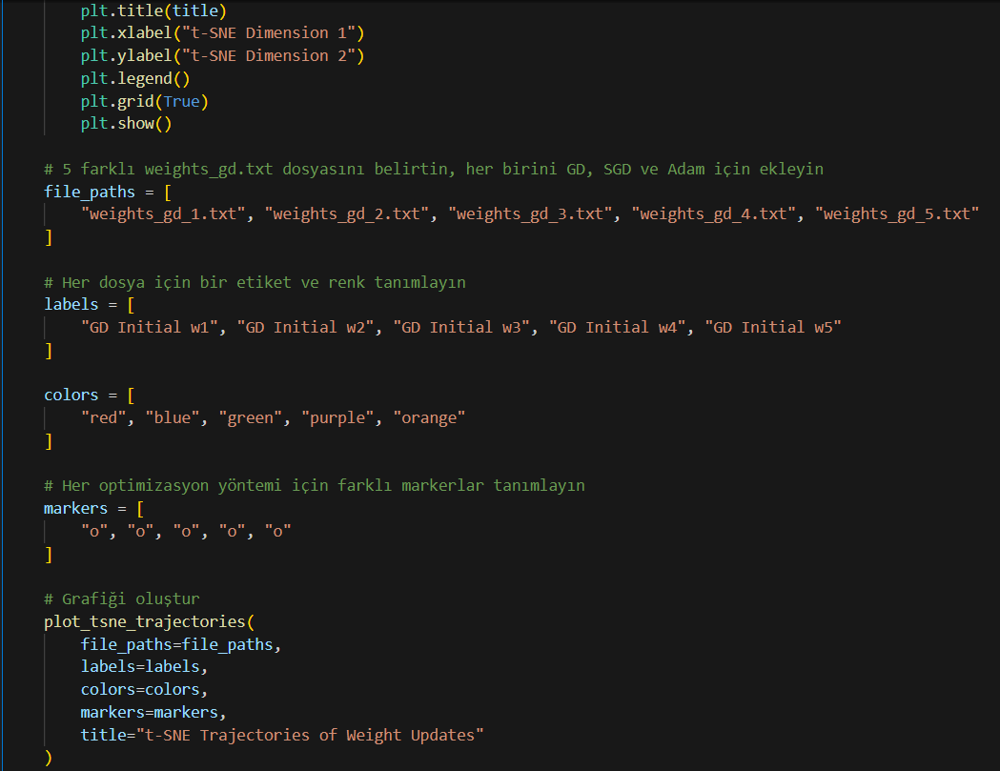 plt.title(title)
plt.xlabel("t-SNE Dimension 1")
plt.ylabel("t-SNE Dimension 2")
plt.legend()
plt.grid(True)
plt.show()
# 5 farklı weights_gd.txt dosyasını belirtin, her birini GD, SGD ve Adam için ekleyin
file_paths = [
"weights_gd_1.txt", "weights_gd_2.txt", "weights_gd_3.txt", "weights_gd_4.txt", "weights_gd_5.txt"
]
# Her dosya için bir etiket ve renk tanımlayın
labels = [
"GD Initial w1", "GD Initial w2", "GD Initial w3", "GD Initial w4", "GD Initial w5"
]
colors = [
"red", "blue", "green", "purple", "orange"
]
# Her optimizasyon yöntemi için farklı markerlar tanımlayın
markers = [
"o", "o", "o", "o", "o"
]
# Grafiği oluştur
plot_tsne_trajectories(
file_paths=file_paths,
labels=labels,
colors=colors,
markers=markers,
title="t-SNE Trajectories of Weight Updates"
)